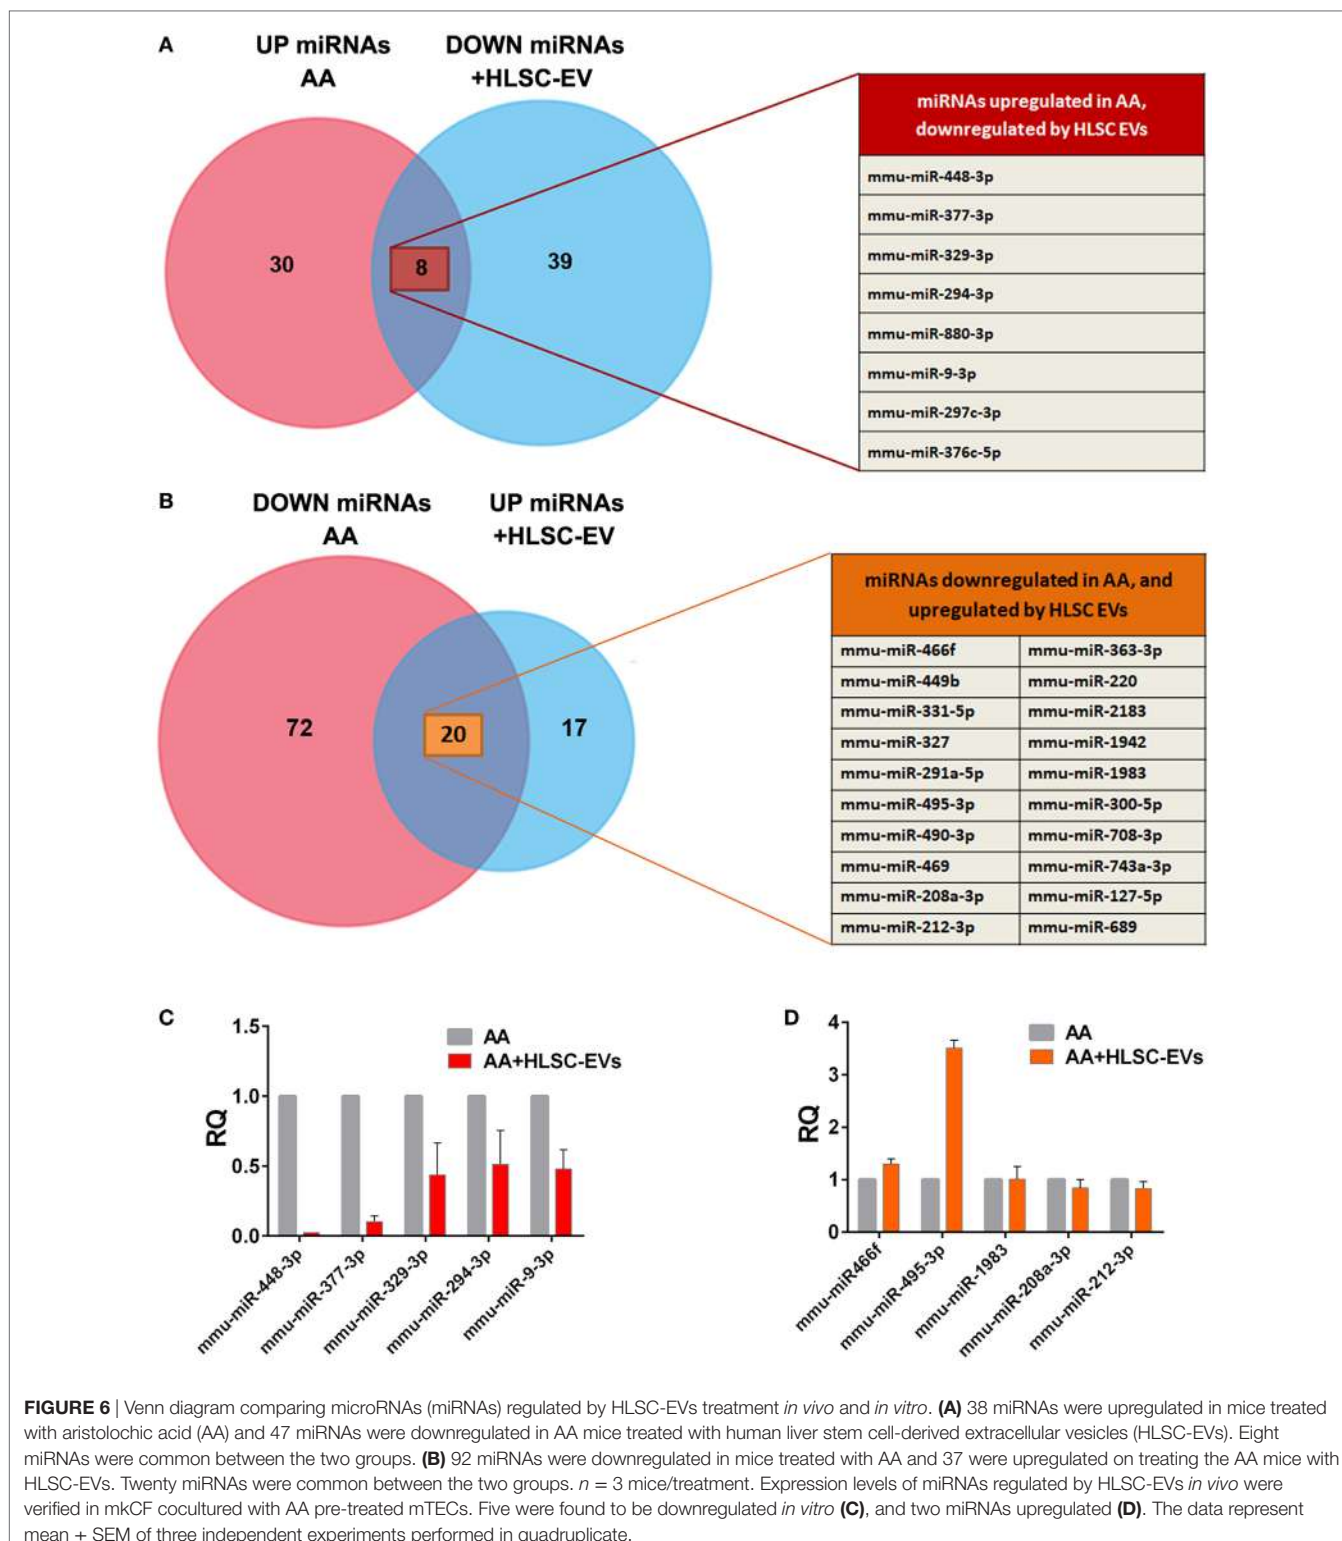 A
UP miRNAs
AA
DOWN miRNAs
+HLSC-EV
30
8
39
miRNAs upregulated in AA,
downregulated by HLSC EVs
mmu-miR-448-3p
mmu-miR-377-3p
mmu-miR-329-3p
mmu-miR-294-3p
mmu-miR-880-3p
mmu-miR-9-3p
mmu-miR-297c-3p
mmu-miR-376c-5p
B
DOWN miRNAs
AA
UP miRNAs
+HLSC-EV
72
20
17
miRNAs downregulated in AA, and
upregulated by HLSC EVs
mmu-miR-466f mmu-miR-363-3p
mmu-miR-449b mmu-miR-220
mmu-miR-331-5p mmu-miR-2183
mmu-miR-327 mmu-miR-1942
mmu-miR-291a-5p mmu-miR-1983
mmu-miR-495-3p mmu-miR-300-5p
mmu-miR-490-3p mmu-miR-708-3p
mmu-miR-469 mmu-miR-743a-3p
mmu-miR-208a-3p mmu-miR-127-5p
mmu-miR-212-3p mmu-miR-689
C
RQ
1.5
1.0
0.5
0.0
AA
AA+HLSC-EVs
mmu-miR-448-3p
mmu-miR-377-3p
mmu-miR-329-3p
mmu-miR-294-3p
mmu-miR-9-3p
D
RQ
4
3
2
1
0
AA
AA+HLSC-EVs
mmu-miR466f
mmu-miR-495-3p
mmu-miR-1983
mmu-miR-208a-3p
mmu-miR-212-3p
FIGURE 6 | Venn diagram comparing microRNAs (miRNAs) regulated by HLSC-EVs treatment in vivo and in vitro. (A) 38 miRNAs were upregulated in mice treated
with aristolochic acid (AA) and 47 miRNAs were downregulated in AA mice treated with human liver stem cell-derived extracellular vesicles (HLSC-EVs). Eight
miRNAs were common between the two groups. (B) 92 miRNAs were downregulated in mice treated with AA and 37 were upregulated on treating the AA mice with
HLSC-EVs. Twenty miRNAs were common between the two groups. n = 3 mice/treatment. Expression levels of miRNAs regulated by HLSC-EVs in vivo were
verified in mkCF cocultured with AA pre-treated mTECs. Five were found to be downregulated in vitro (C), and two miRNAs upregulated (D). The data represent
mean + SEM of three independent experiments performed in quadruplicate.